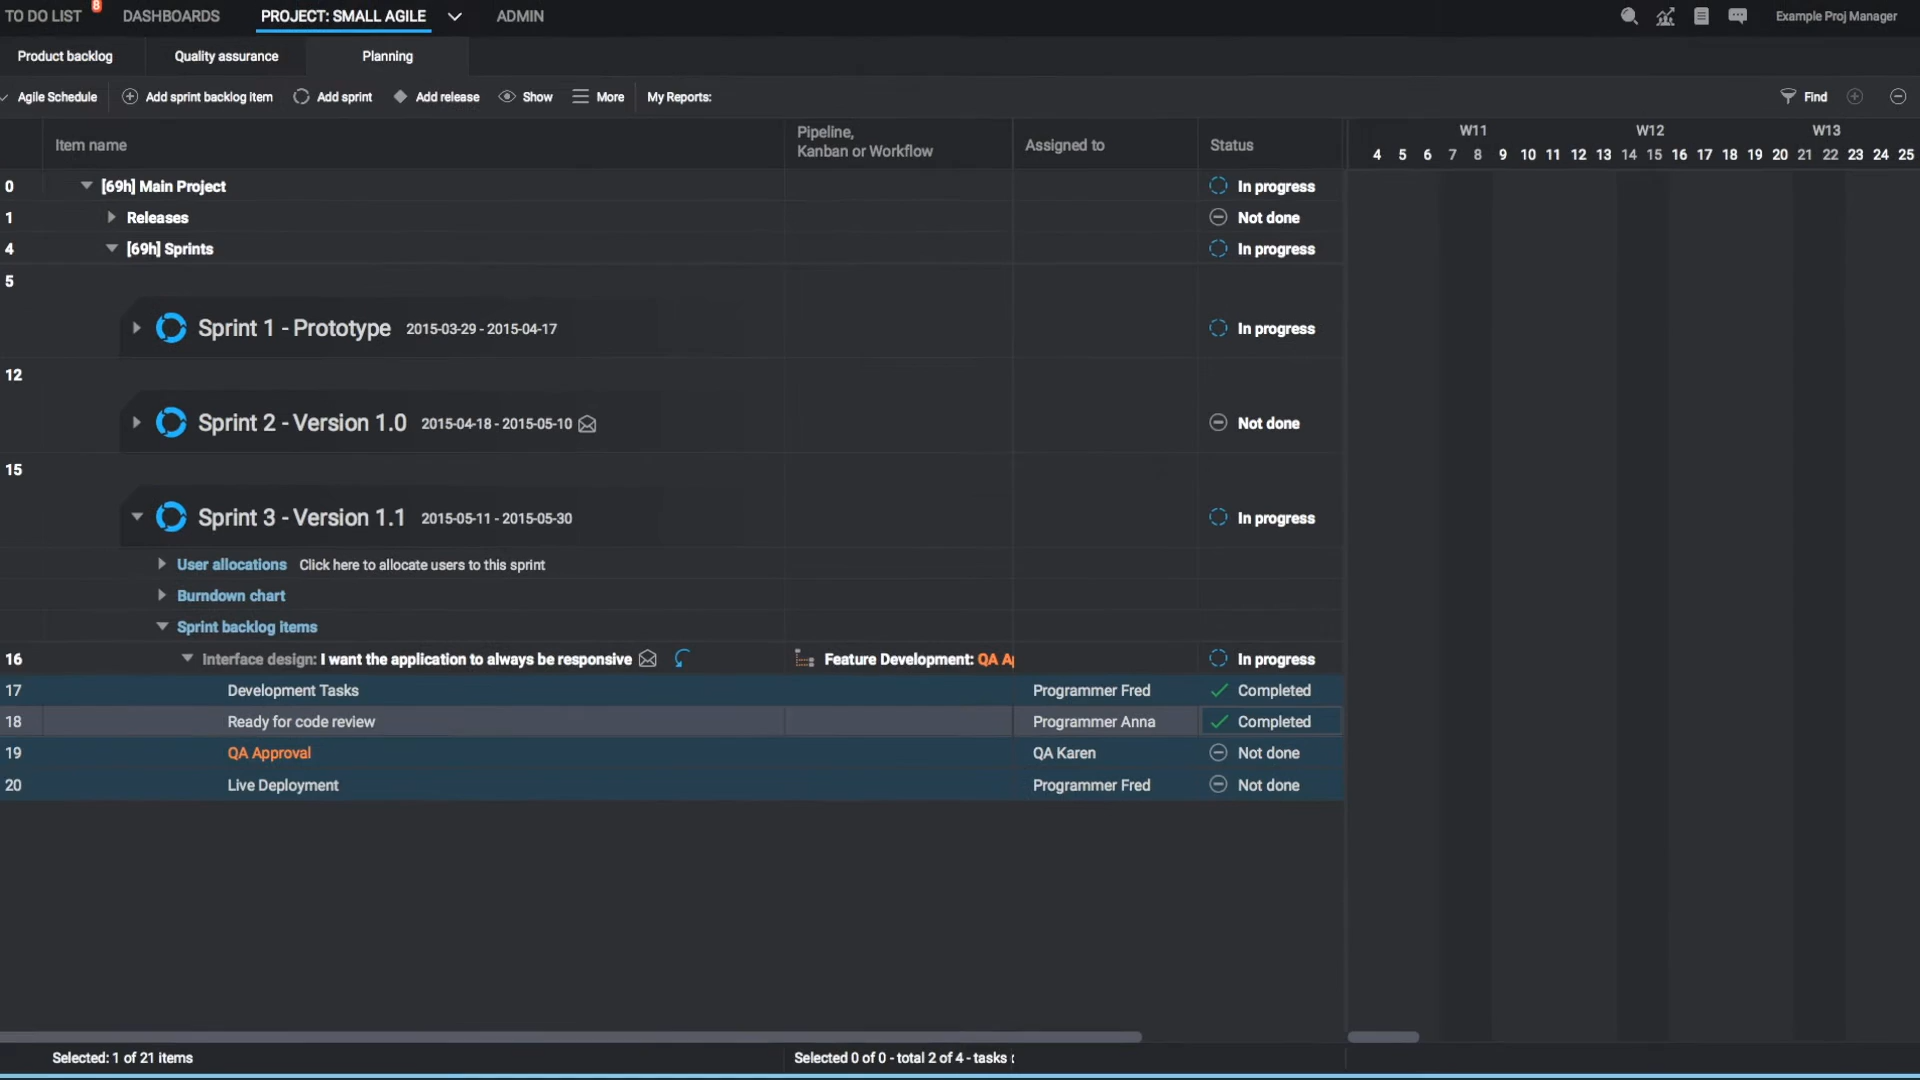 TO DO LIST 8 DASHBOARDS PROJECT: SMALL AGILE ADMIN Example Proj Manager
Product backlog Quality assurance Planning
Agile Schedule Add sprint backlog item Add sprint Add release Show More My Reports: Find
Item name Pipeline, Kanban or Workflow Assigned to Status W11 W12 W13
4 5 6 7 8 9 10 11 12 13 14 15 16 17 18 19 20 21 22 23 24 25
0 [69h] Main Project In progress
1 Releases Not done
4 [69h] Sprints In progress
5
Sprint 1 - Prototype 2015-03-29 - 2015-04-17 In progress
12
Sprint 2 - Version 1.0 2015-04-18 - 2015-05-10 Not done
15
Sprint 3 - Version 1.1 2015-05-11 - 2015-05-30 In progress
User allocations Click here to allocate users to this sprint
Burndown chart
Sprint backlog items
16 Interface design: I want the application to always be responsive Feature Development: QA Ap In progress
17 Development Tasks Programmer Fred Completed
18 Ready for code review Programmer Anna Completed
19 QA Approval QA Karen Not done
20 Live Deployment Programmer Fred Not done
Selected: 1 of 21 items Selected 0 of 0 - total 2 of 4 - tasks